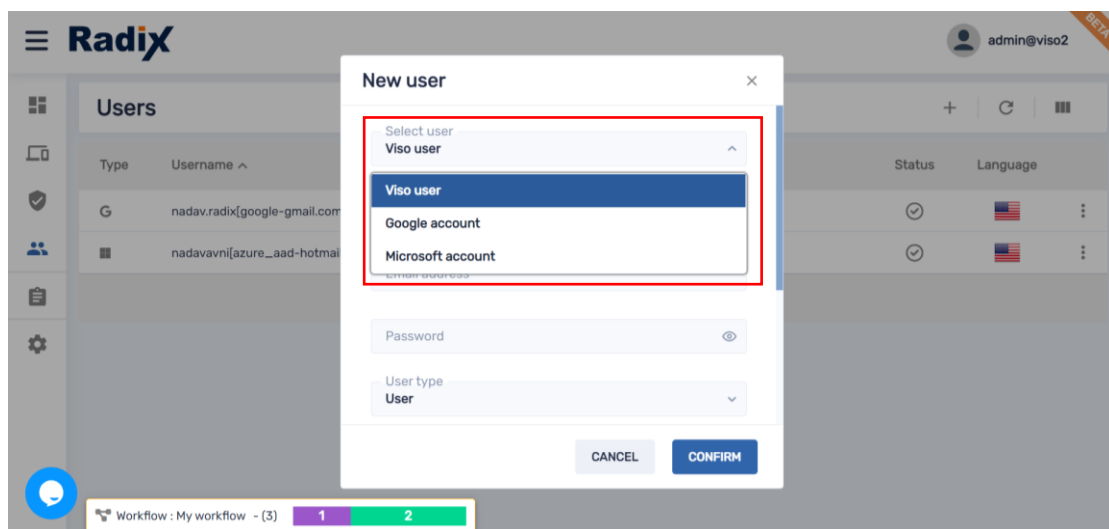 RadiX
admin@viso2
BETA
New user
Users
Select user
Viso user
Type
Username
Status
Language
Viso user
Google account
Microsoft account
G
nadav.radix[google-gmail.com
nadavavni[azure_aad-hotmai
Email address
Password
User type
User
CANCEL
CONFIRM
Workflow : My workflow - (3)
1
2